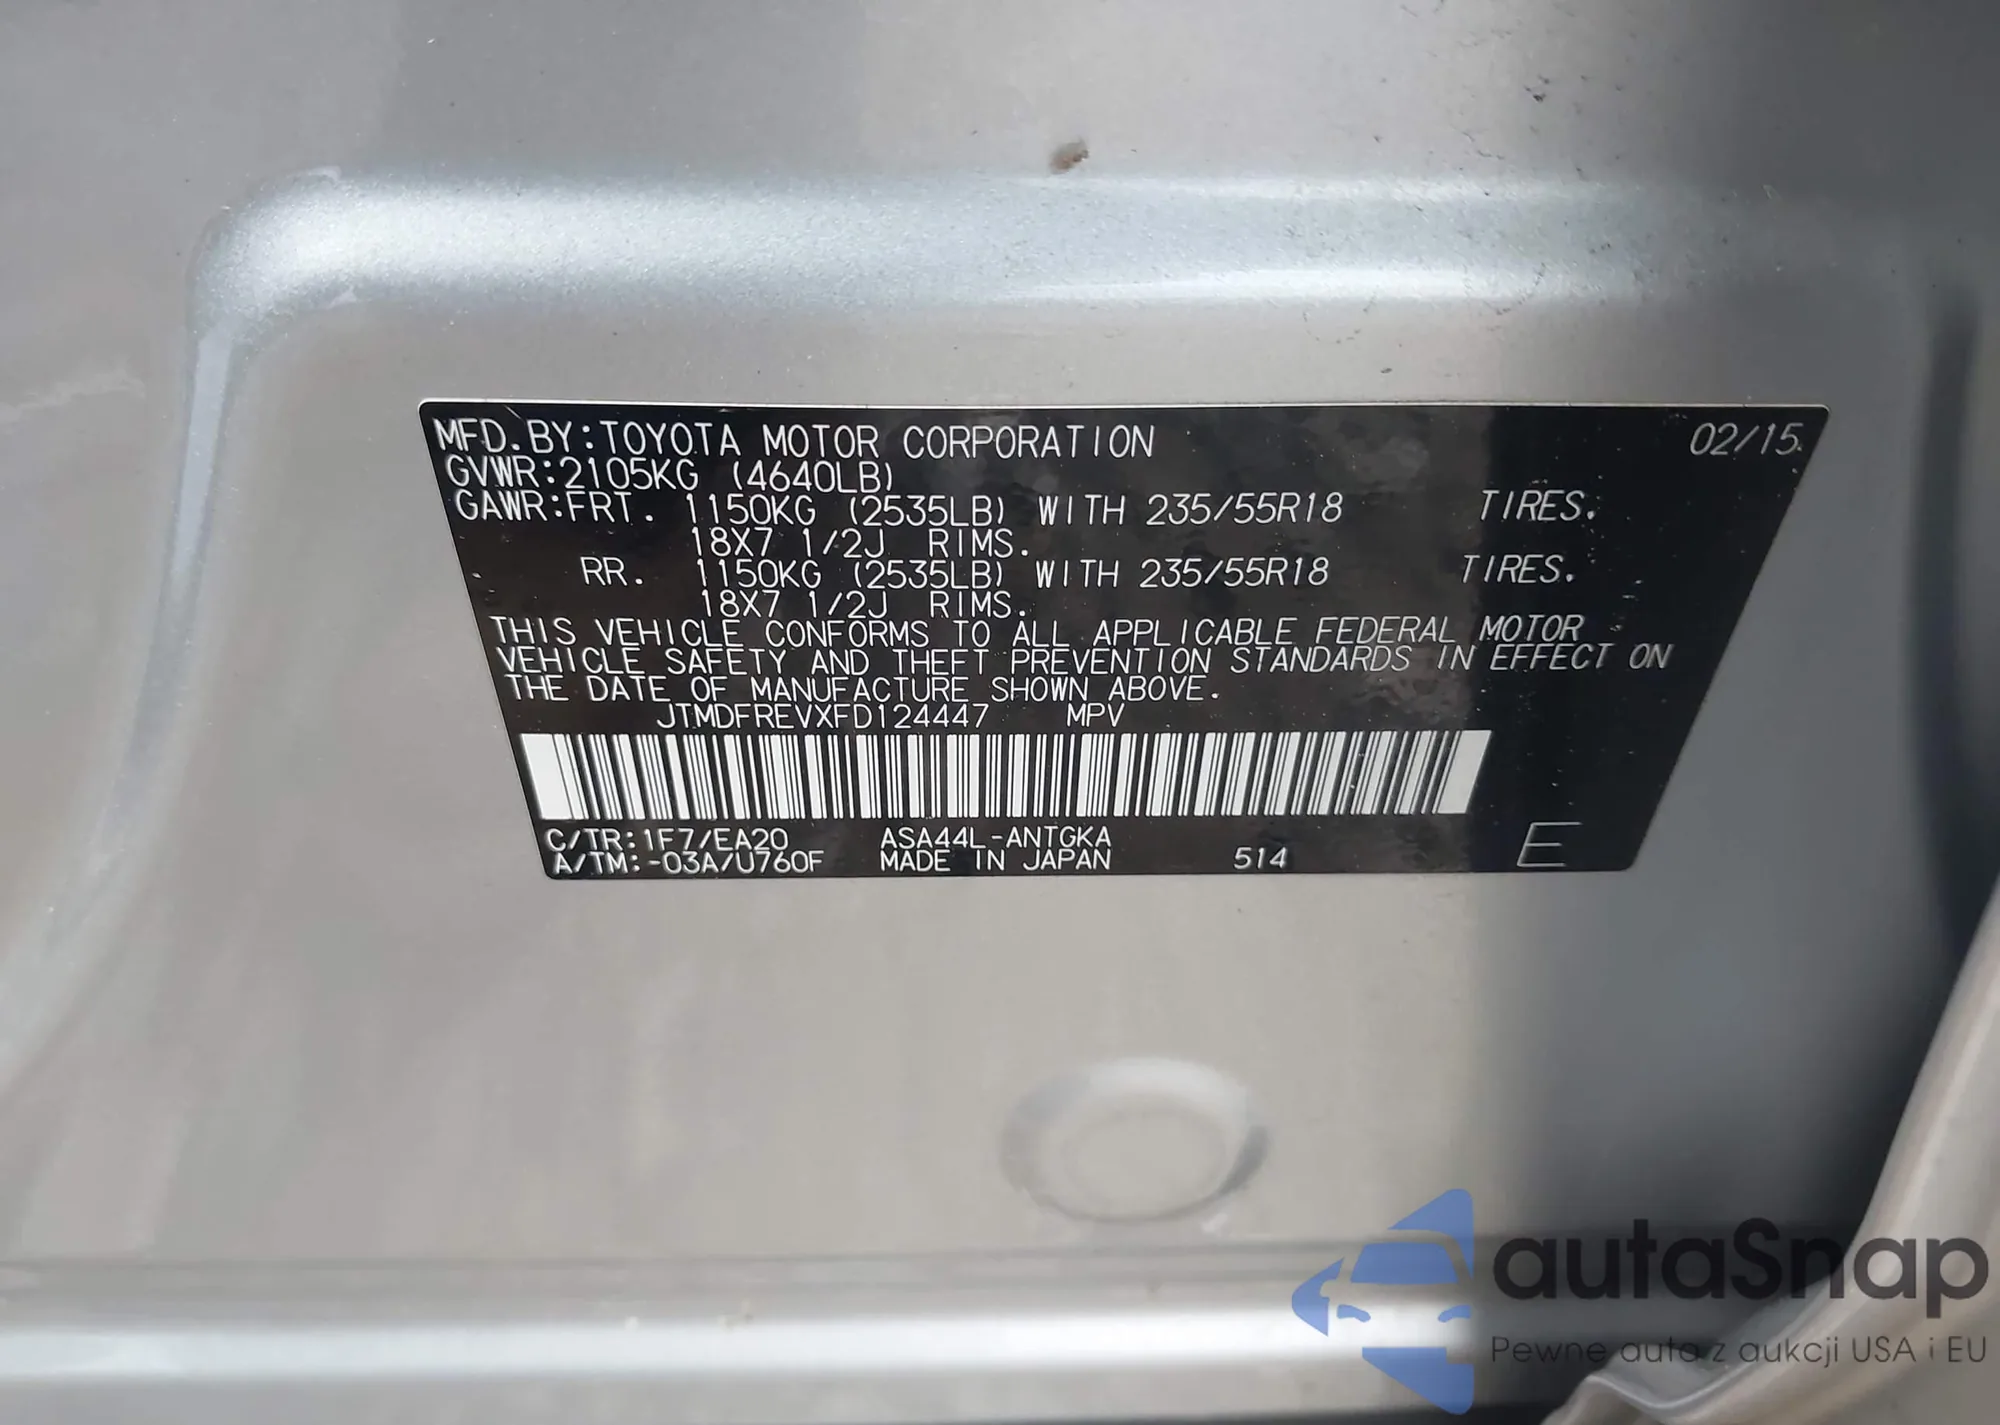 MFD.BY:TOYOTA MOTOR CORPORATION 02/15
GVWR:2105KG (4640LB)
GAWR:FRT. 1150KG (2535LB) WITH 235/55R18 TIRES.
18X7 1/2J RIMS.
RR. 1150KG (2535LB) WITH 235/55R18 TIRES.
18X7 1/2J RIMS.
THIS VEHICLE CONFORMS TO ALL APPLICABLE FEDERAL MOTOR
VEHICLE SAFETY AND THEFT PREVENTION STANDARDS IN EFFECT ON
THE DATE OF MANUFACTURE SHOWN ABOVE.
JTMDFREVXFD124447 MPV
C/TR:1F7/EA20 ASA44L-ANTGKA
A/TM:-03A/U760F MADE IN JAPAN 514 E
autaSnap
Pewne auta z aukcji USA i EU